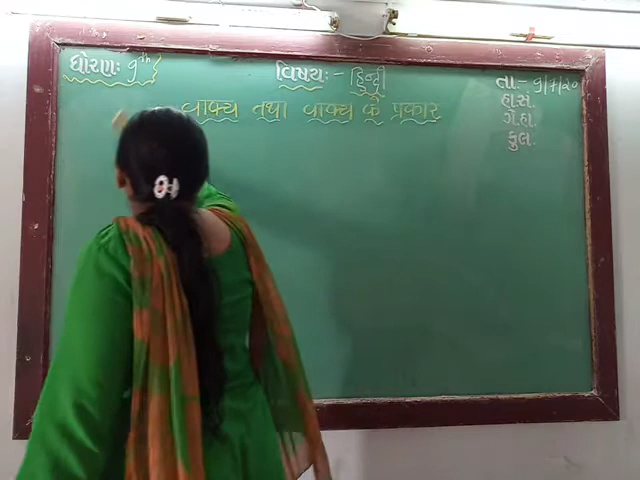 ધોરણ: 9th
વિષય:- हिन्दी
તા.- 9/7/20
હા.સં.
ગે.હા.
કુલ.
वाक्य तथा वाक्य के प्रकार